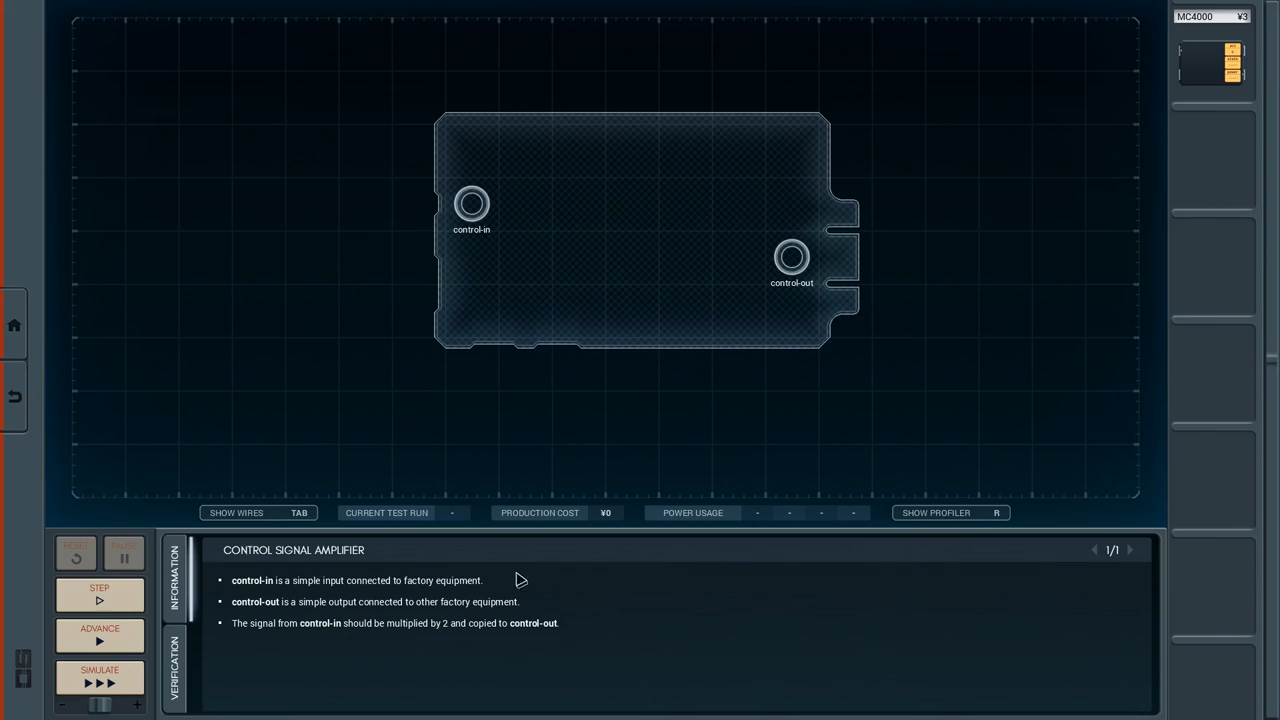 MC4000 ¥3
control-in
control-out
SHOW WIRES TAB CURRENT TEST RUN - PRODUCTION COST ¥0 POWER USAGE - - - - SHOW PROFILER R
RESET PAUSE
STEP
ADVANCE
SIMULATE
- +
INFORMATION
VERIFICATION
CONTROL SIGNAL AMPLIFIER 1/1
▪ control-in is a simple input connected to factory equipment.
▪ control-out is a simple output connected to other factory equipment.
▪ The signal from control-in should be multiplied by 2 and copied to control-out.